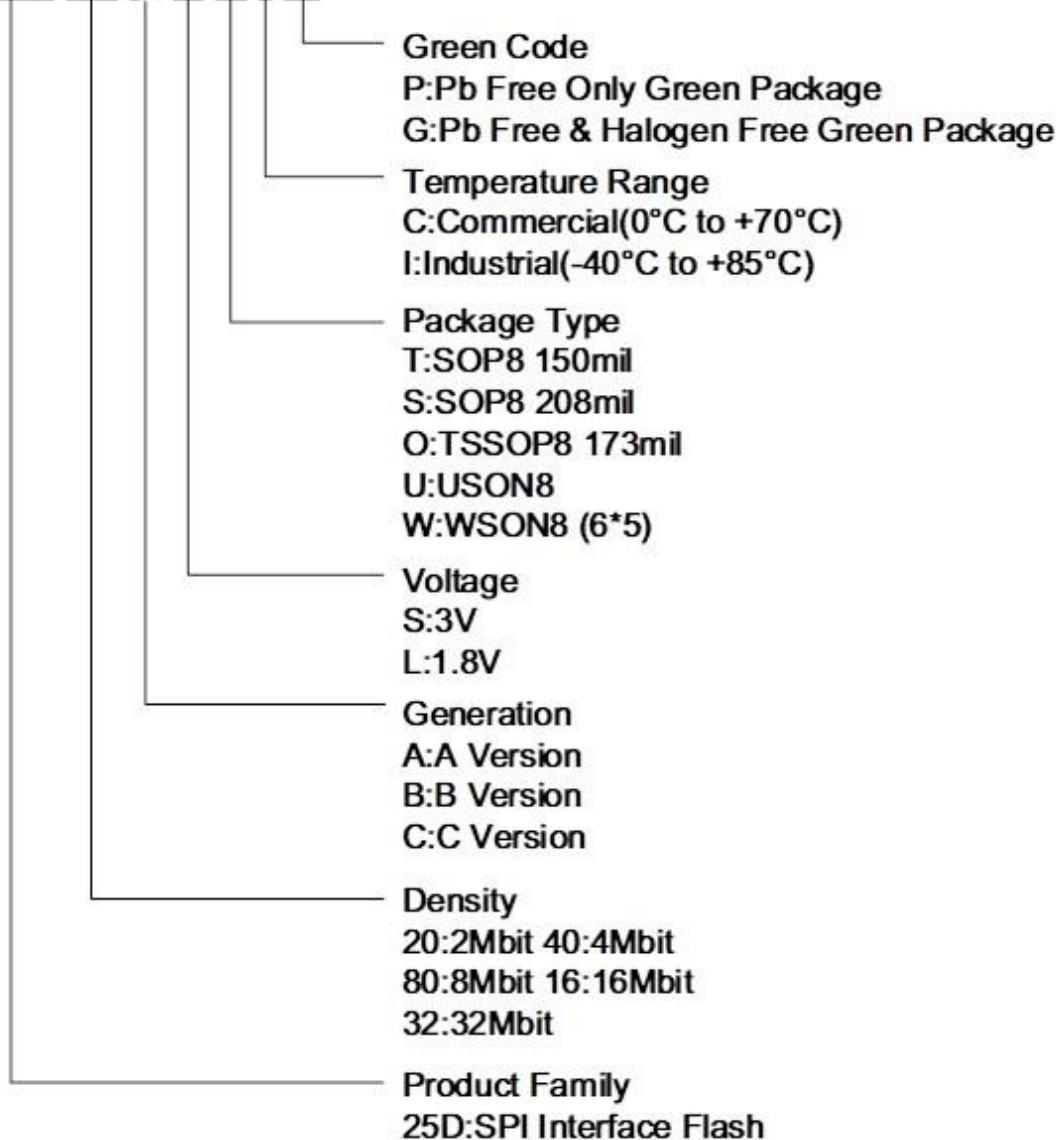 Green Code
P:Pb Free Only Green Package
G:Pb Free & Halogen Free Green Package
Temperature Range
C:Commercial(0°C to +70°C)
I:Industrial(-40°C to +85°C)
Package Type
T:SOP8 150mil
S:SOP8 208mil
O:TSSOP8 173mil
U:USON8
W:WSON8 (6*5)
Voltage
S:3V
L:1.8V
Generation
A:A Version
B:B Version
C:C Version
Density
20:2Mbit 40:4Mbit
80:8Mbit 16:16Mbit
32:32Mbit
Product Family
25D:SPI Interface Flash